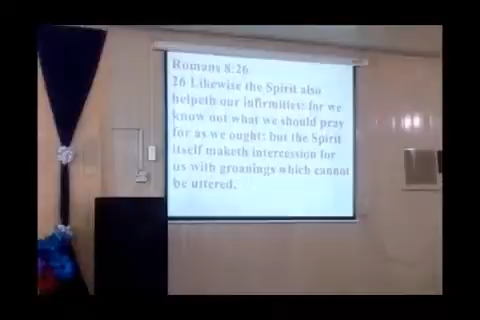 Romans 8:26
26 Likewise the Spirit also
helpeth our infirmities: for we
know not what we should pray
for as we ought: but the Spirit
itself maketh intercession for
us with groanings which cannot
be uttered.